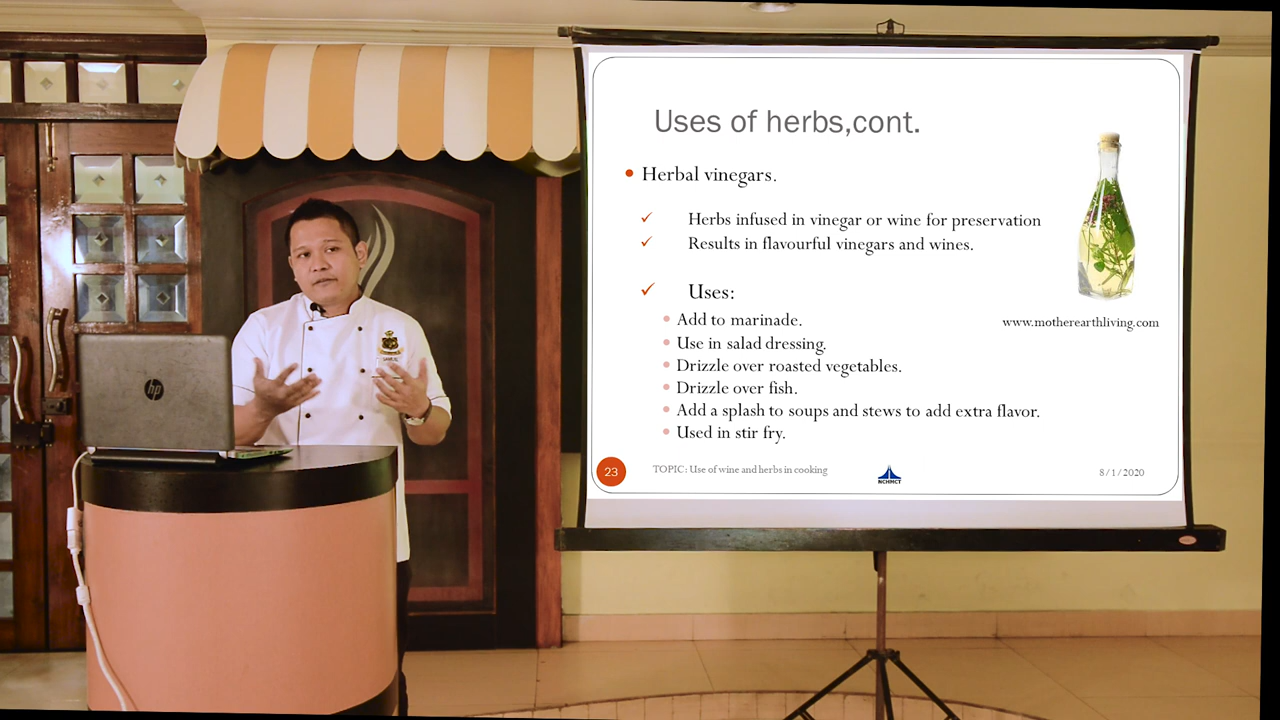 Uses of herbs,cont.
Herbal vinegars.
Herbs infused in vinegar or wine for preservation
Results in flavourful vinegars and wines.
Uses:
Add to marinade.
www.motherearthliving.com
Use in salad dressing.
Drizzle over roasted vegetables.
Drizzle over fish.
Add a splash to soups and stews to add extra flavor.
Used in stir fry.
23
TOPIC: Use of wine and herbs in cooking
NCHMCT
8/1/2020
hp